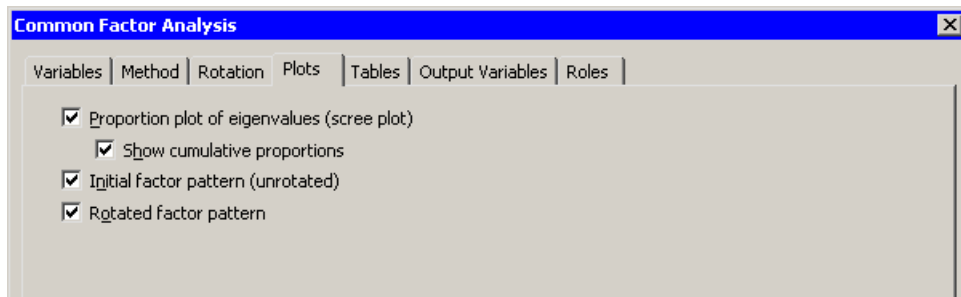 Common Factor Analysis
Variables Method Rotation Plots Tables Output Variables Roles
Proportion plot of eigenvalues (scree plot)
Show cumulative proportions
Initial factor pattern (unrotated)
Rotated factor pattern